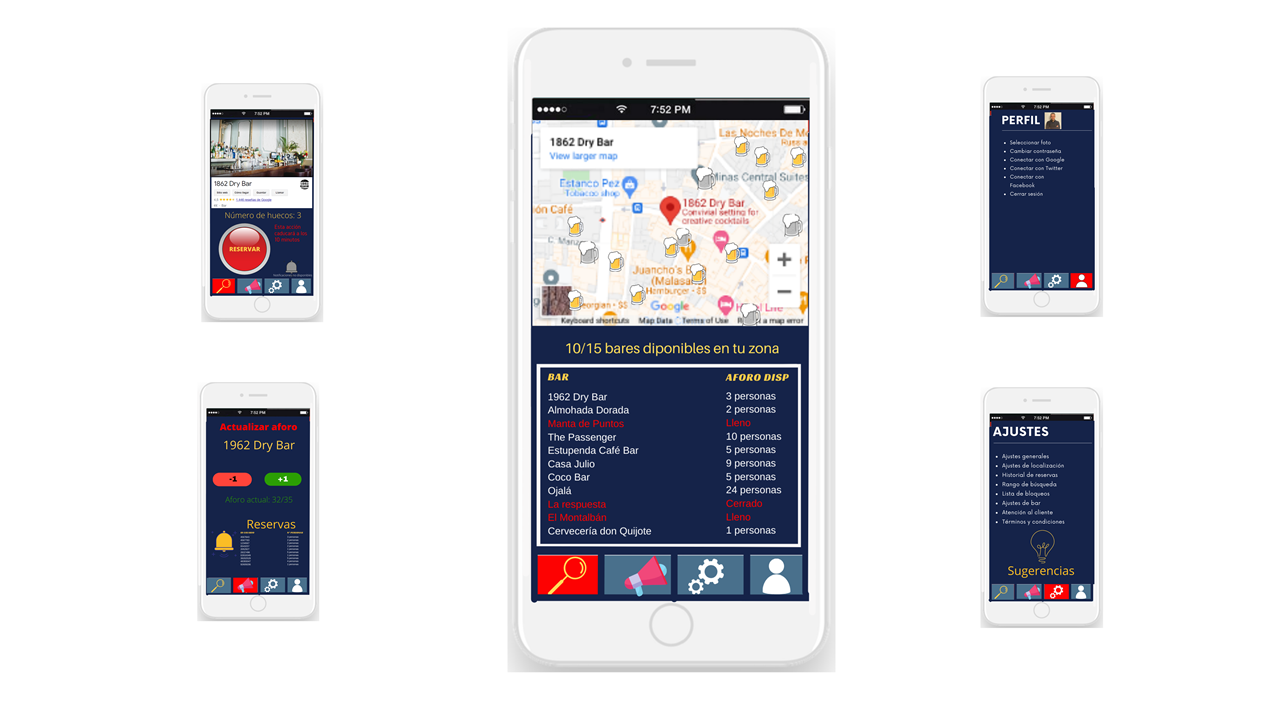 7:52 PM
1862 Dry Bar
Número de huecos: 3
RESERVAR
7:52 PM
Actualizar aforo
1962 Dry Bar
-1
+1
Aforo actual: 32/35
Reservas
7:52 PM
1862 Dry Bar
View larger map
Las Noches De M
Russ
Minas Central Suites
Estanco Pez
Tobacco shop
ón Café
1862 Dry Bar
Convivial setting for
creative cocktails
Juancho's B
(Malasa
Hamburger - $$
Georgian - $$
Google
Keyboard shortcuts
Map Data
Terms of Use
a map error
10/15 bares diponibles en tu zona
BAR AFORO DISP
1962 Dry Bar 3 personas
Almohada Dorada 2 personas
Manta de Puntos Lleno
The Passenger 10 personas
Estupenda Café Bar 5 personas
Casa Julio 9 personas
Coco Bar 5 personas
Ojalá 24 personas
La respuesta Cerrado
El Montalbán Lleno
Cervecería don Quijote 1 personas
7:52 PM
PERFIL
Seleccionar foto
Cambiar contraseña
Conectar con Google
Conectar con Twitter
Conectar con
Facebook
Cerrar sesión
7:52 PM
AJUSTES
Ajustes generales
Ajustes de localización
Historial de reservas
Rango de búsqueda
Lista de bloqueos
Ajustes de bar
Atención al cliente
Términos y condiciones
Sugerencias